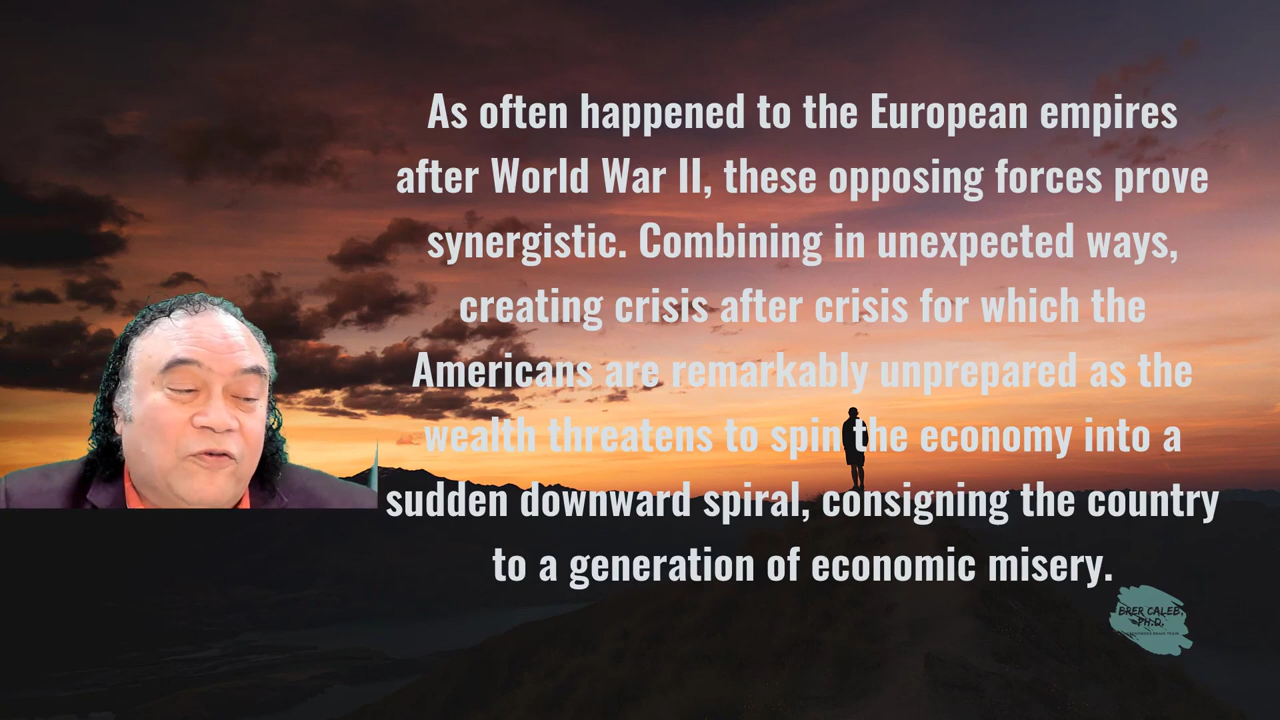 As often happened to the European empires
after World War II, these opposing forces prove
synergistic. Combining in unexpected ways,
creating crisis after crisis for which the
Americans are remarkably unprepared as the
wealth threatens to spin the economy into a
sudden downward spiral, consigning the country
to a generation of economic misery.
BRER CALEB,
PH.D.